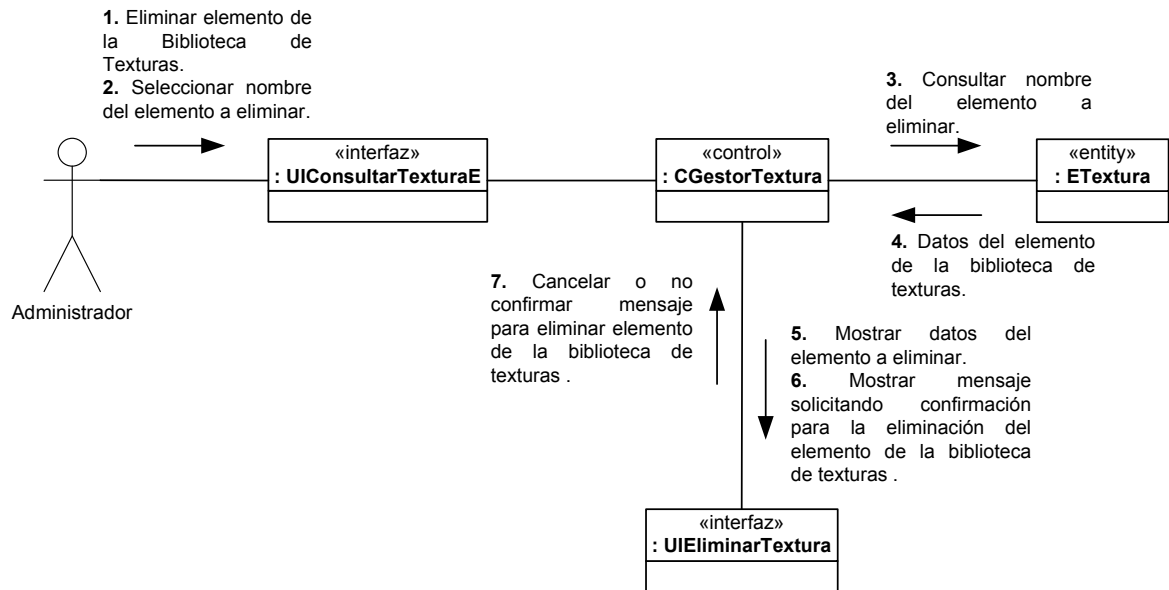 1. Eliminar elemento de
la Biblioteca de
Texturas.
2. Seleccionar nombre
del elemento a eliminar.
3. Consultar nombre
del elemento a
eliminar.
«interfaz»
: UIConsultarTexturaE
«control»
: CGestorTextura
«entity»
: ETextura
4. Datos del elemento
de la biblioteca de
texturas.
Administrador
7. Cancelar o no
confirmar mensaje
para eliminar elemento
de la biblioteca de
texturas .
5. Mostrar datos del
elemento a eliminar.
6. Mostrar mensaje
solicitando confirmación
para la eliminación del
elemento de la biblioteca
de texturas .
«interfaz»
: UIEliminarTextura